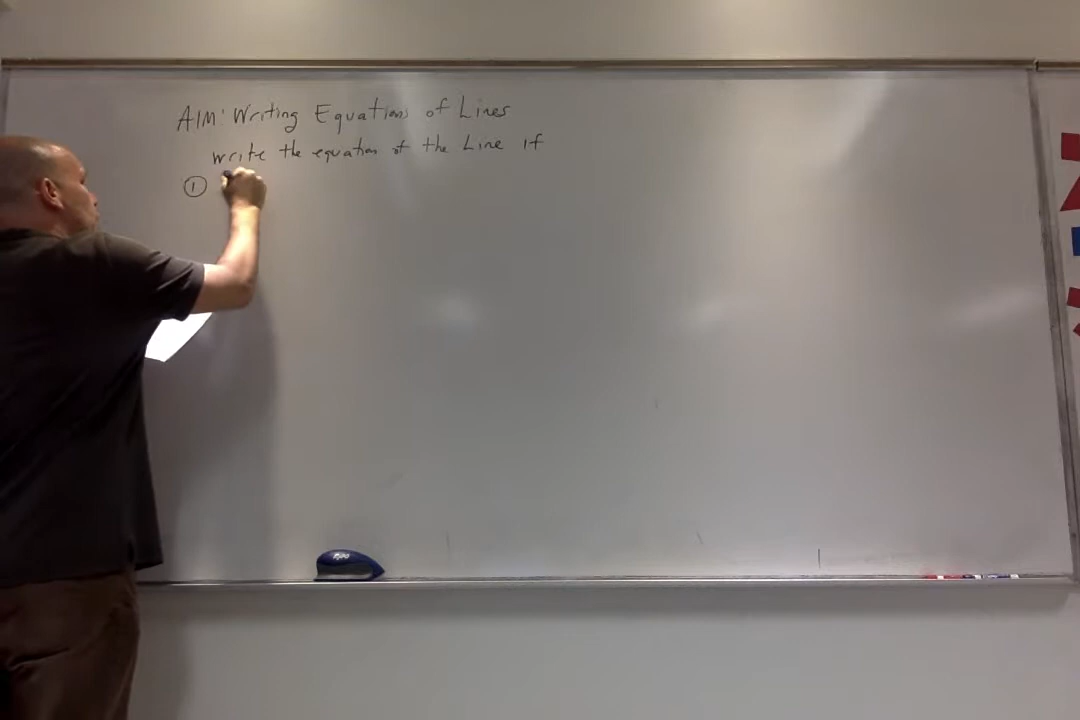 AIM: Writing Equations of Lines
Write the equation of the Line if
①